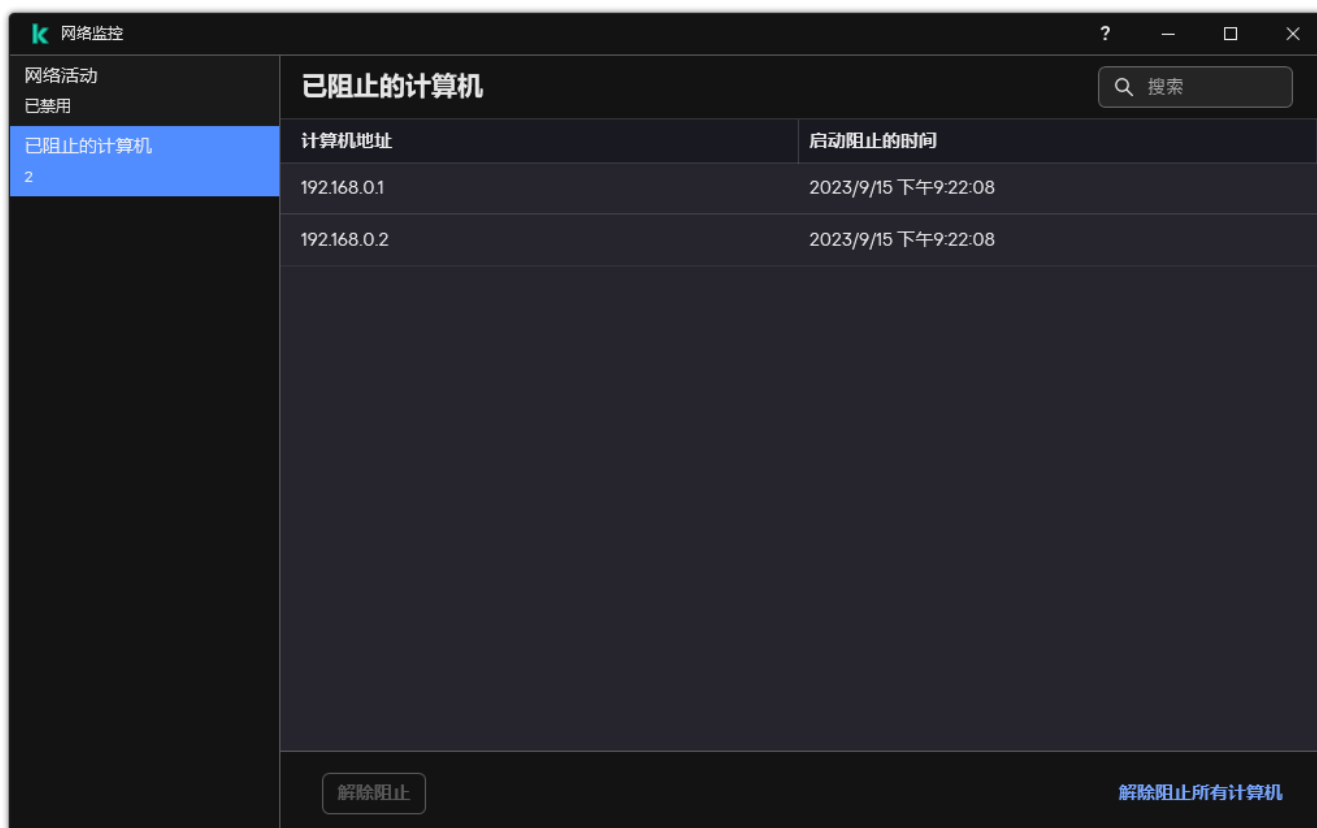 网络监控
?
网络活动
已禁用
已阻止的计算机
2
已阻止的计算机
搜索
计算机地址 启动阻止的时间
192.168.0.1 2023/9/15 下午9:22:08
192.168.0.2 2023/9/15 下午9:22:08
解除阻止 解除阻止所有计算机